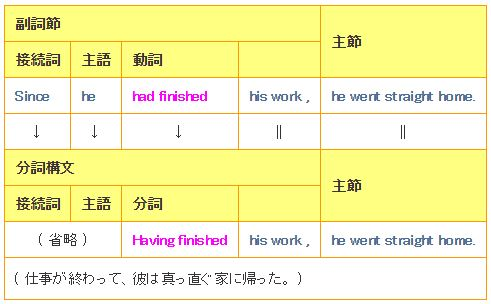 副詞節 主節
接続詞 主語 動詞
Since he had finished his work , he went straight home.
↓ ↓ ↓ || ||
分詞構文 主節
接続詞 主語 分詞
( 省略 ) Having finished his work , he went straight home.
( 仕事が終わって、彼は真っ直ぐ家に帰った。 )